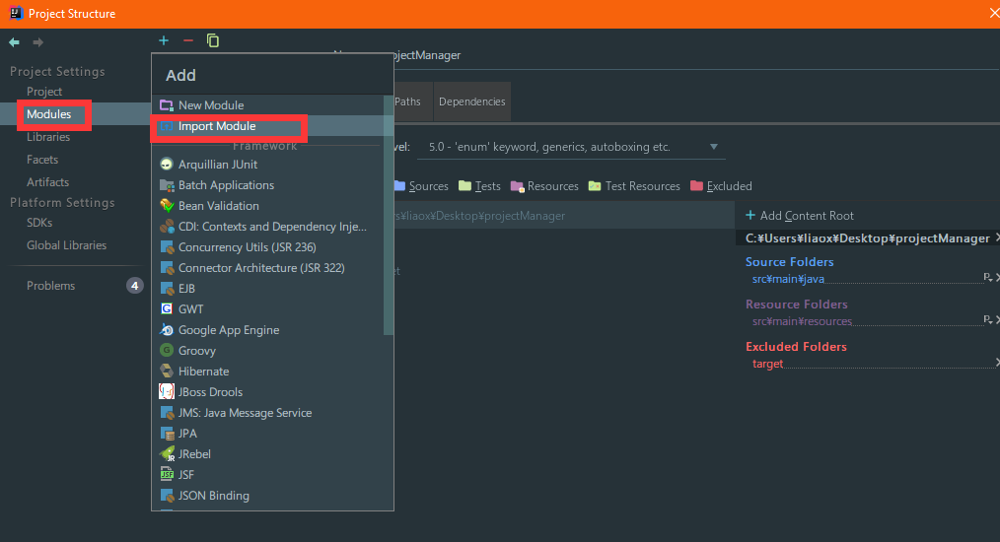 Project Structure
Project Settings
Project
Modules
Libraries
Facets
Artifacts
Platform Settings
SDKs
Global Libraries
Problems
4
Add
New Module
Import Module
Framework
Arquillian JUnit
Batch Applications
Bean Validation
CDI: Contexts and Dependency Inje...
Concurrency Utils (JSR 236)
Connector Architecture (JSR 322)
EJB
GWT
Google App Engine
Groovy
Hibernate
JBoss Drools
JMS: Java Message Service
JPA
JRebel
JSF
JSON Binding
ojectManager
Paths
Dependencies
vel:
5.0 - 'enum' keyword, generics, autoboxing etc.
Sources
Tests
Resources
Test Resources
Excluded
rs¥liaox¥Desktop¥projectManager
et
+ Add Content Root
C:¥Users¥liaox¥Desktop¥projectManager
Source Folders
src¥main¥java
Resource Folders
src¥main¥resources
Excluded Folders
target